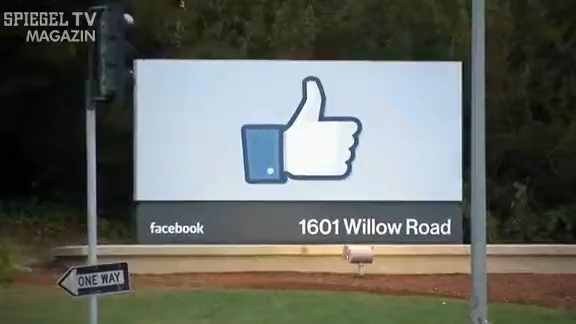 SPIEGEL TV
MAGAZIN
facebook
1601 Willow Road
ONE WAY